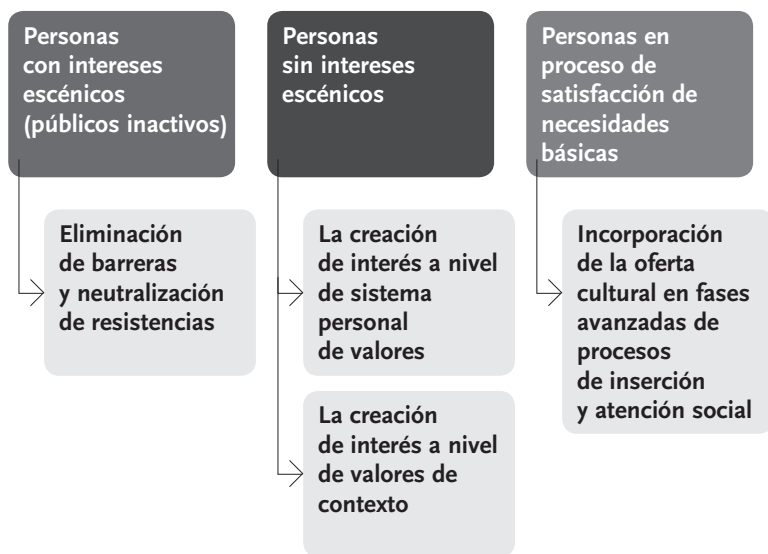 Personas
con intereses
escénicos
(públicos inactivos)
Eliminación
de barreras
y neutralización
de resistencias
Personas
sin intereses
escénicos
La creación
de interés a nivel
de sistema
personal
de valores
La creación
de interés a nivel
de valores de
contexto
Personas en
proceso de
satisfacción de
necesidades
básicas
Incorporación
de la oferta
cultural en fases
avanzadas de
procesos
de inserción
y atención social